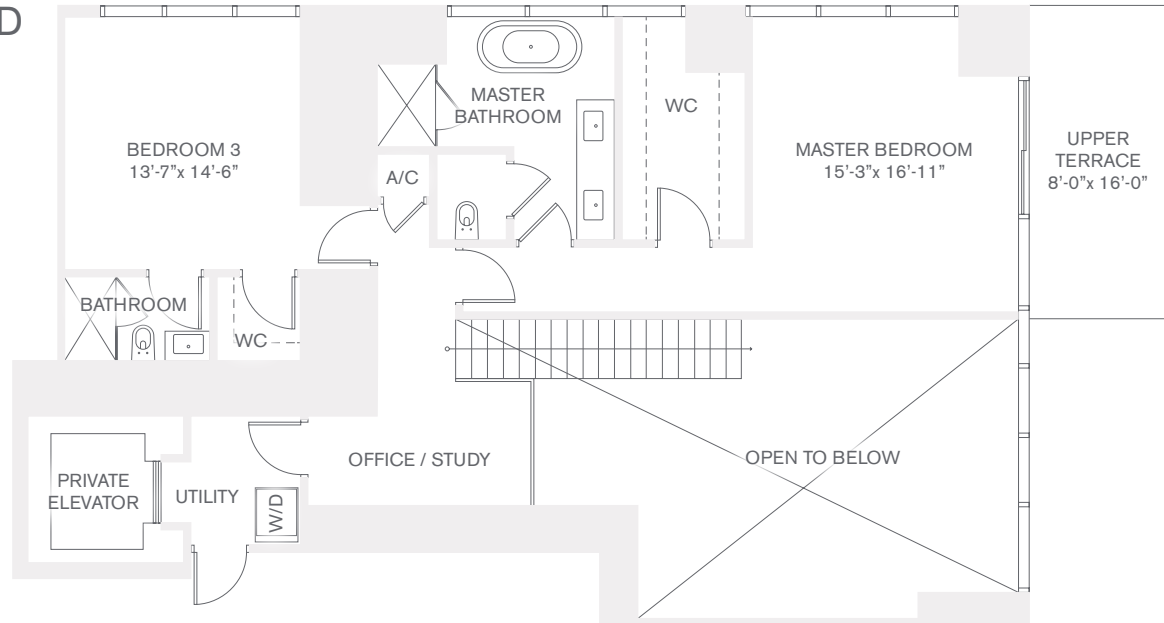 D
BEDROOM 3
13’-7”x 14’-6”
MASTER
BATHROOM
WC
MASTER BEDROOM
15’-3”x 16’-11”
UPPER
TERRACE
8’-0”x 16’-0”
A/C
BATHROOM
WC
OFFICE / STUDY
OPEN TO BELOW
PRIVATE
ELEVATOR
UTILITY
W/D